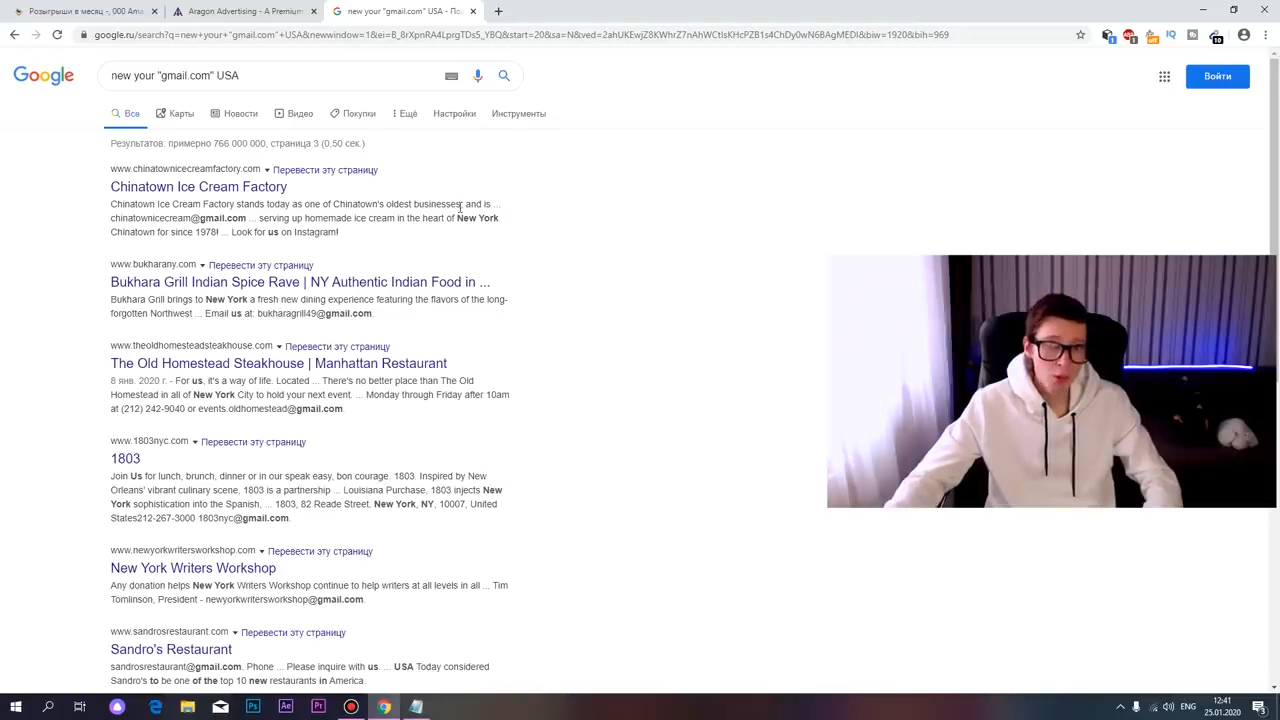 Розыгрыши в месяц - ,000 Anta
Aragon Advertising - A Premium
new your "gmail.com" USA - По
google.ru/search?q=new+your+"gmail.com"+USA&newwindow=1&ei=B_8rXpnRA4LprgTDs5_YBQ&start=20&sa=N&ved=2ahUKEwjZ8KWhrZ7nAhWCtIsKHcPZB1s4ChDy0wN6BAgMEDI&biw=1920&bih=969
Google
new your "gmail.com" USA
Войти
Все
Карты
Новости
Видео
Покупки
Ещё
Настройки
Инструменты
Результатов: примерно 766 000 000, страница 3 (0,50 сек.)
www.chinatownicecreamfactory.com Перевести эту страницу
Chinatown Ice Cream Factory
Chinatown Ice Cream Factory stands today as one of Chinatown's oldest businesses, and is ...
chinatownicecream@gmail.com ... serving up homemade ice cream in the heart of New York
Chinatown for since 1978! ... Look for us on Instagram!
www.bukharany.com Перевести эту страницу
Bukhara Grill Indian Spice Rave | NY Authentic Indian Food in ...
Bukhara Grill brings to New York a fresh new dining experience featuring the flavors of the long-
forgotten Northwest ... Email us at: bukharagrill49@gmail.com.
www.theoldhomesteadsteakhouse.com Перевести эту страницу
The Old Homestead Steakhouse | Manhattan Restaurant
8 янв. 2020 г. - For us, it's a way of life. Located ... There's no better place than The Old
Homestead in all of New York City to hold your next event. ... Monday through Friday after 10am
at (212) 242-9040 or events.oldhomestead@gmail.com.
www.1803nyc.com Перевести эту страницу
1803
Join Us for lunch, brunch, dinner or in our speak easy, bon courage. 1803. Inspired by New
Orleans' vibrant culinary scene, 1803 is a partnership ... Louisiana Purchase, 1803 injects New
York sophistication into the Spanish, ... 1803, 82 Reade Street, New York, NY, 10007, United
States212-267-3000 1803nyc@gmail.com.
www.newyorkwritersworkshop.com Перевести эту страницу
New York Writers Workshop
Any donation helps New York Writers Workshop continue to help writers at all levels in all ... Tim
Tomlinson, President - newyorkwritersworkshop@gmail.com.
www.sandrosrestaurant.com Перевести эту страницу
Sandro's Restaurant
sandrosrestaurant@gmail.com. Phone ... Please inquire with us. ... USA Today considered
Sandro's to be one of the top 10 new restaurants in America.
Ps
Ae
Pr
ENG
12:41
25.01.2020